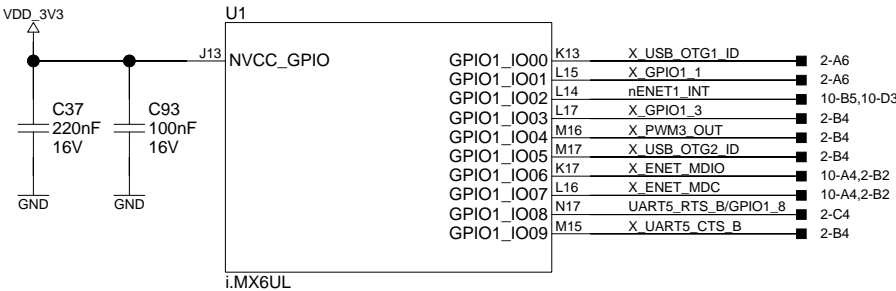 VDD_3V3
U1
J13 NVCC_GPIO
GPIO1_IO00 K13 X_USB_OTG1_ID 2-A6
GPIO1_IO01 L15 X_GPIO1_1 2-A6
GPIO1_IO02 L14 nENET1_INT 10-B5,10-D3
GPIO1_IO03 L17 X_GPIO1_3 2-B4
GPIO1_IO04 M16 X_PWM3_OUT 2-B4
GPIO1_IO05 M17 X_USB_OTG2_ID 2-B4
GPIO1_IO06 K17 X_ENET_MDIO 10-A4,2-B2
GPIO1_IO07 L16 X_ENET_MDC 10-A4,2-B2
GPIO1_IO08 N17 UART5_RTS_B/GPIO1_8 2-C4
GPIO1_IO09 M15 X_UART5_CTS_B 2-B4
C37
220nF
16V
C93
100nF
16V
GND
GND
i.MX6UL